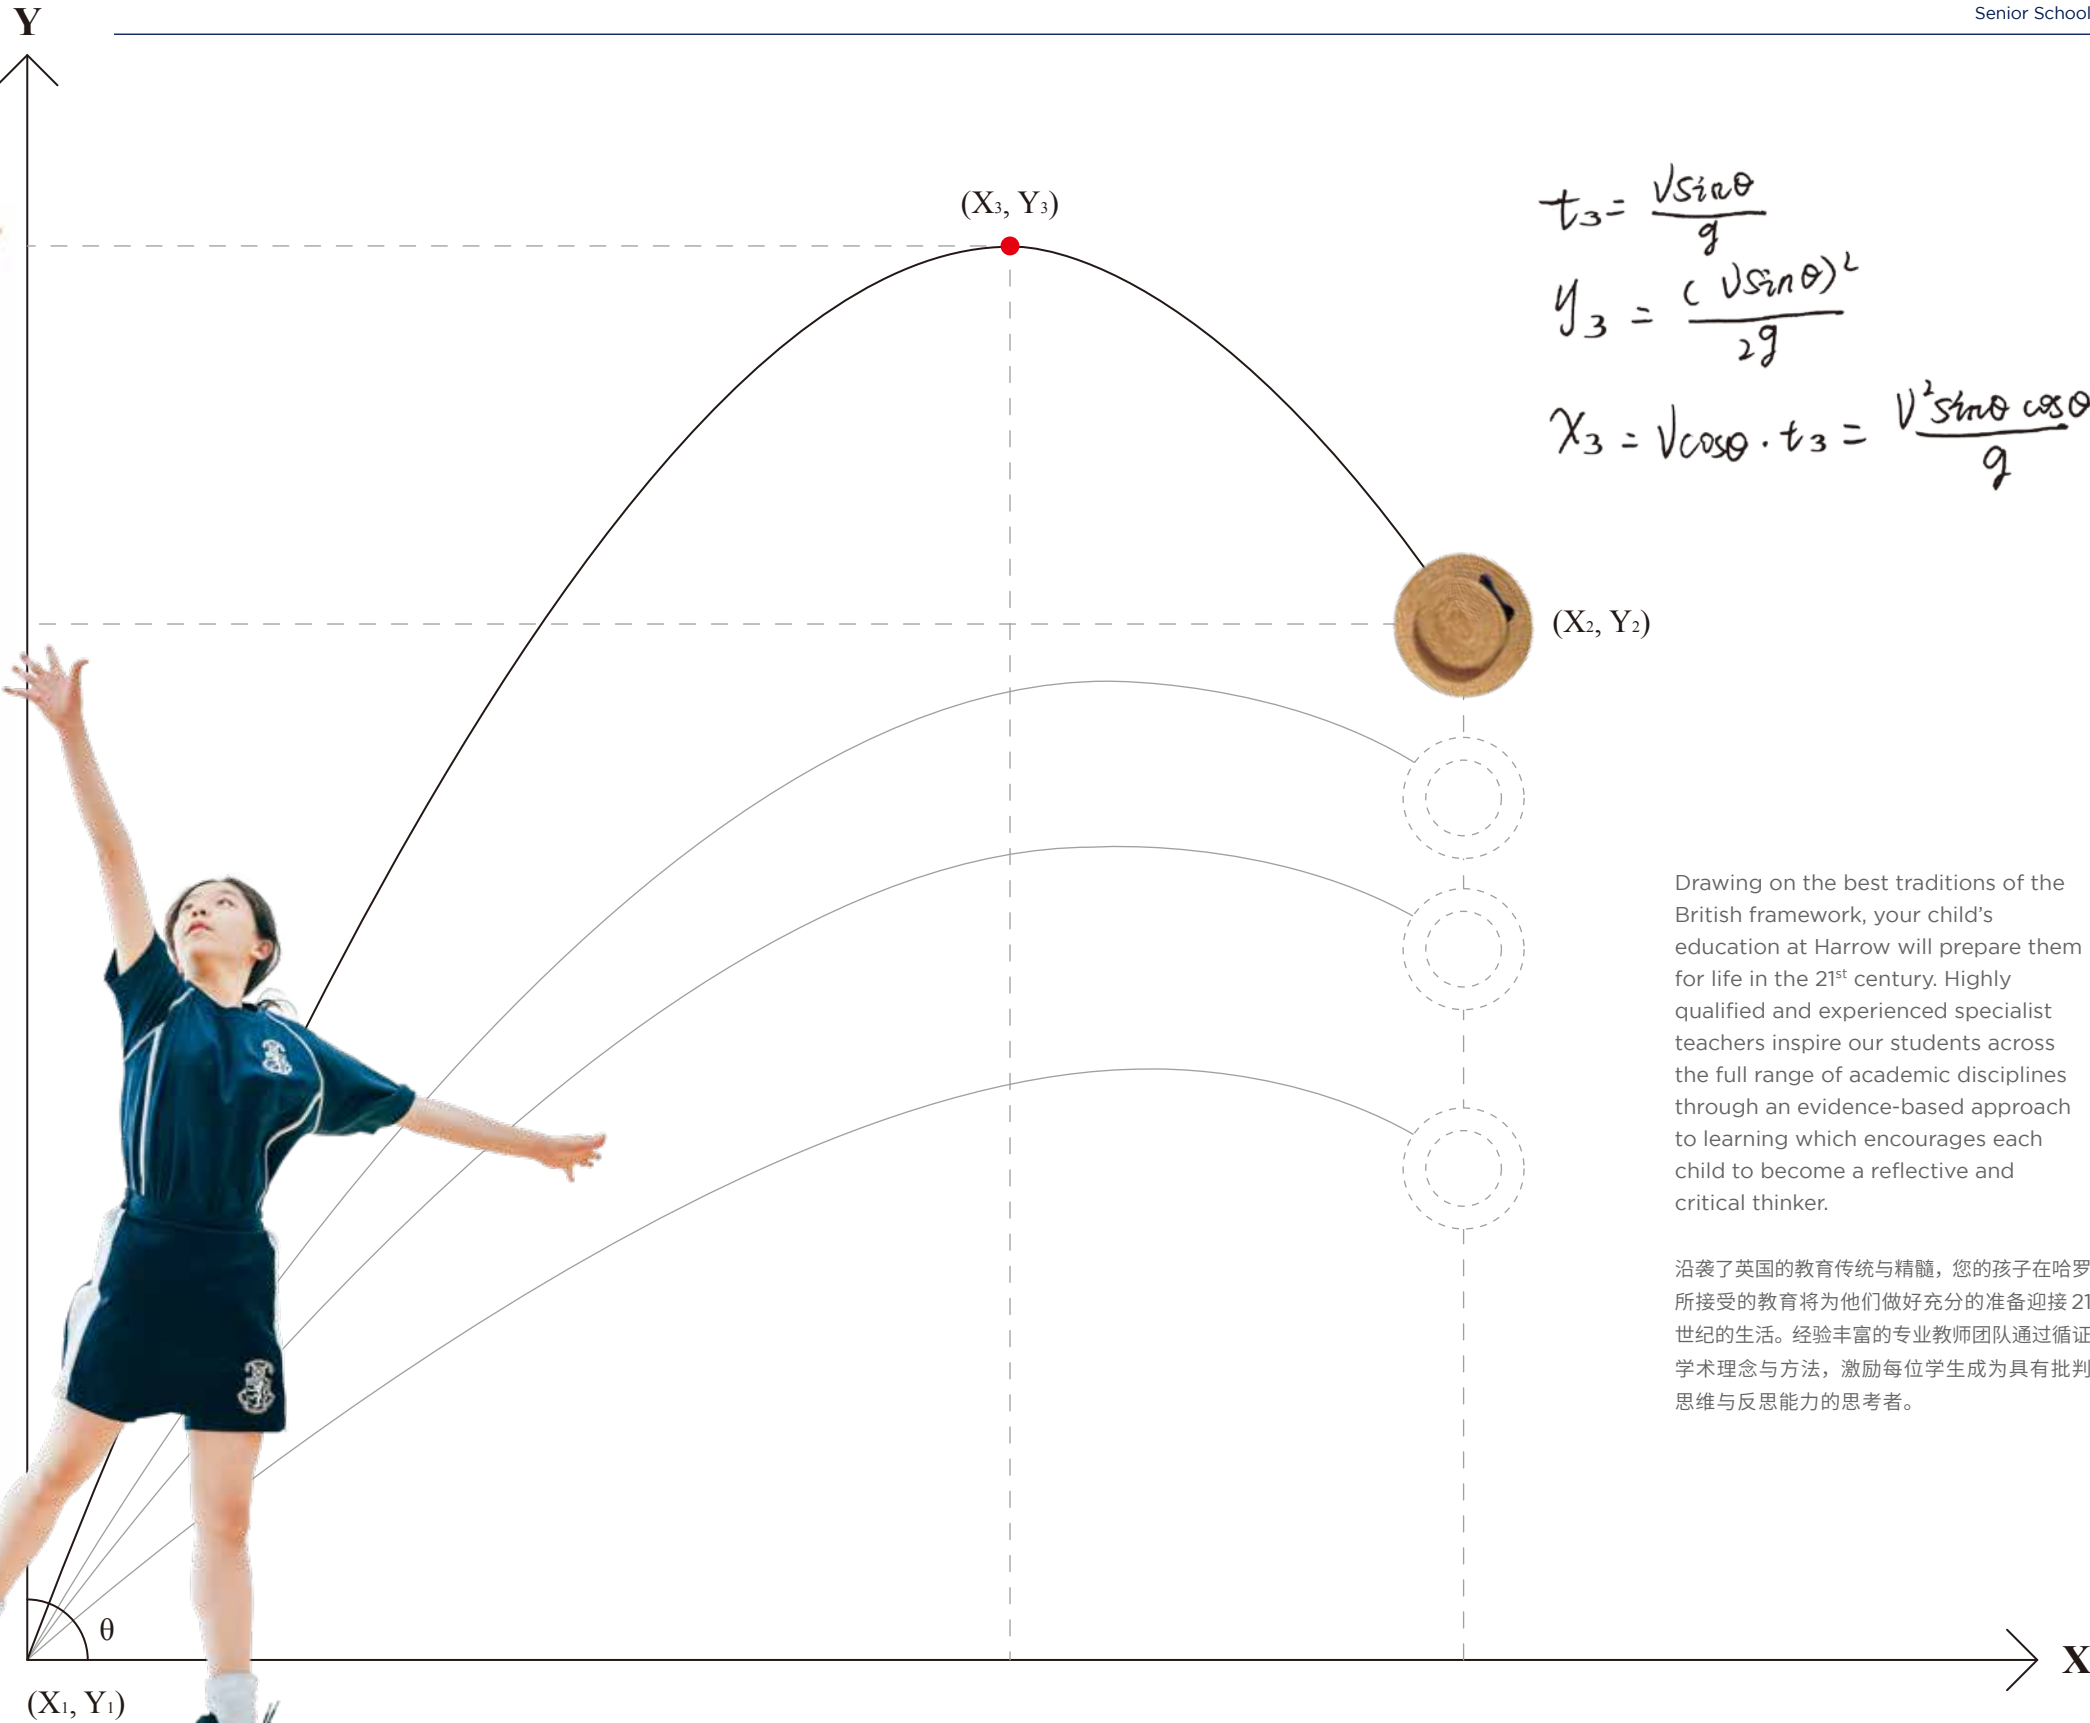 Senior School
Y
(X₃, Y₃)
t₃ = Vsinθ / g
y₃ = (Vsinθ)² / 2g
x₃ = Vcosθ · t₃ = V² sinθ cosθ / g
(X₂, Y₂)
Drawing on the best traditions of the
British framework, your child’s
education at Harrow will prepare them
for life in the 21st century. Highly
qualified and experienced specialist
teachers inspire our students across
the full range of academic disciplines
through an evidence-based approach
to learning which encourages each
child to become a reflective and
critical thinker.
沿袭了英国的教育传统与精髓，您的孩子在哈罗
所接受的教育将为他们做好充分的准备迎接 21
世纪的生活。经验丰富的专业教师团队通过循证
学术理念与方法，激励每位学生成为具有批判
思维与反思能力的思考者。
θ
X
(X₁, Y₁)